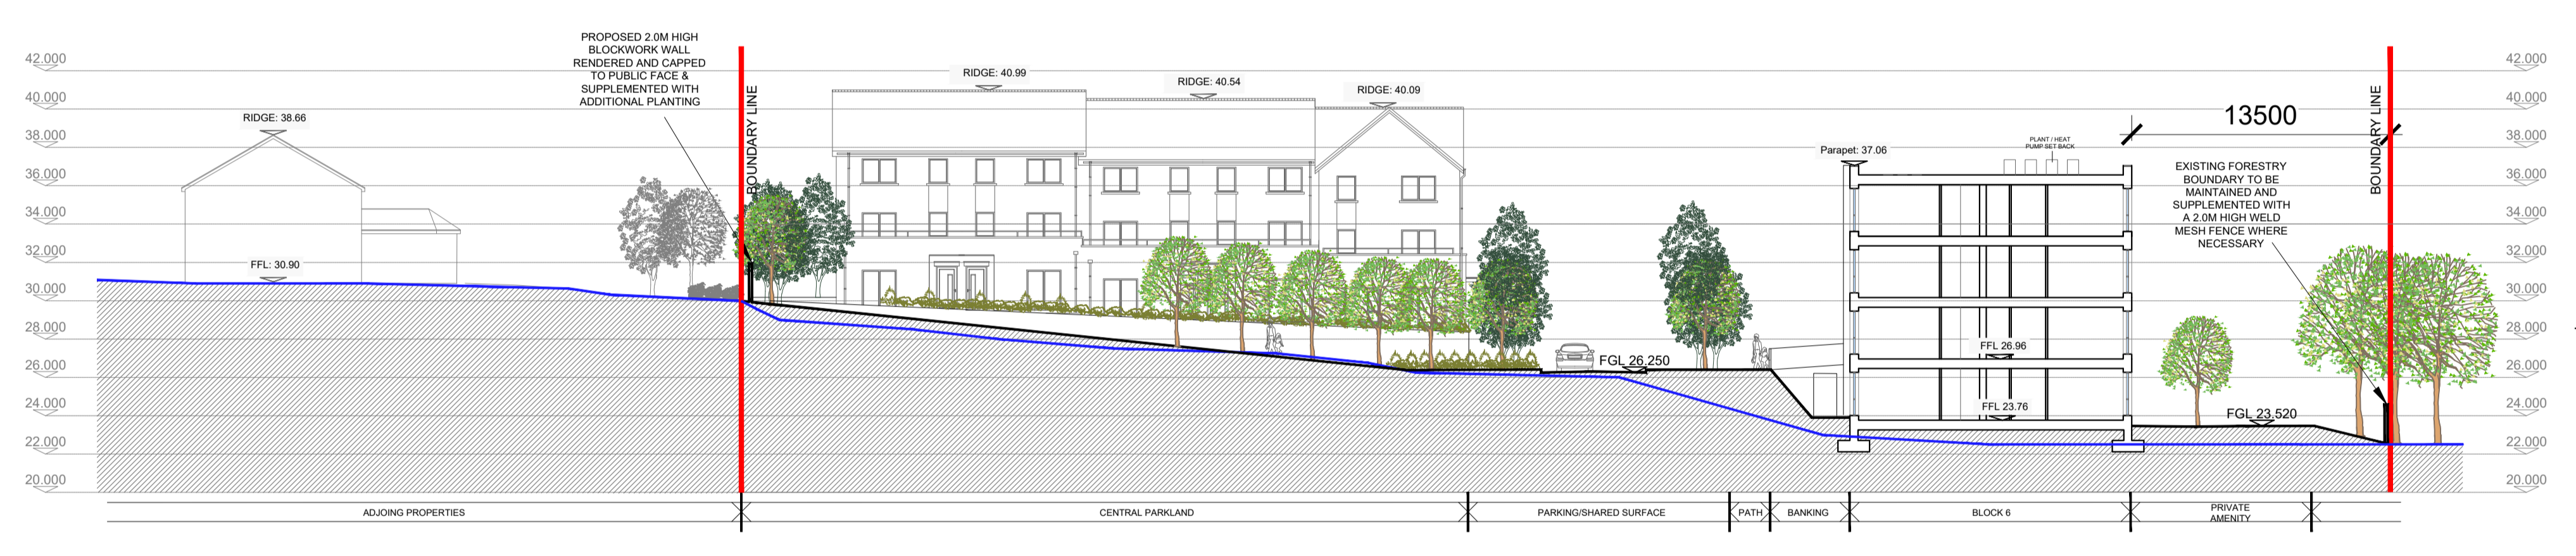 PROPOSED 2.0M HIGH
BLOCKWORK WALL
RENDERED AND CAPPED
TO PUBLIC FACE &
SUPPLEMENTED WITH
ADDITIONAL PLANTING
42.000
40.000
38.000
36.000
34.000
32.000
30.000
28.000
26.000
24.000
22.000
20.000
RIDGE: 38.66
FFL: 30.90
BOUNDARY LINE
RIDGE: 40.99
RIDGE: 40.54
RIDGE: 40.09
FGL 26.250
Parapet: 37.06
PLANT / HEAT
PUMP SET BACK
FFL 26.96
FFL 23.76
13500
BOUNDARY LINE
EXISTING FORESTRY
BOUNDARY TO BE
MAINTAINED AND
SUPPLEMENTED WITH
A 2.0M HIGH WELD
MESH FENCE WHERE
NECESSARY
FGL 23.520
42.000
40.000
38.000
36.000
34.000
32.000
30.000
28.000
26.000
24.000
22.000
20.000
ADJOING PROPERTIES
CENTRAL PARKLAND
PARKING/SHARED SURFACE
PATH
BANKING
BLOCK 6
PRIVATE
AMENITY